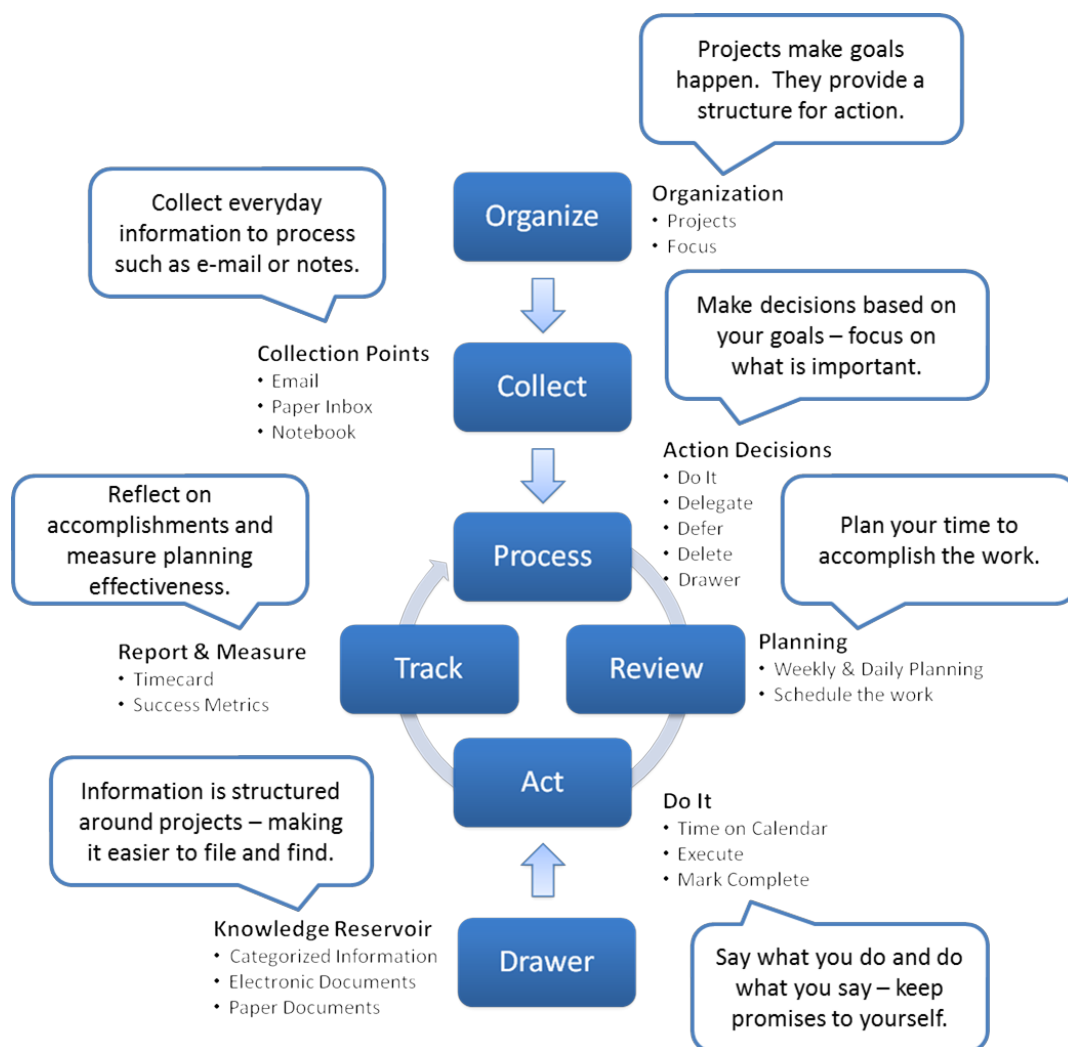 Projects make goals
happen.  They provide a
structure for action.
Organize
Organization
• Projects
• Focus
Collect everyday
information to process
such as e-mail or notes.
Make decisions based on
your goals – focus on
what is important.
Collection Points
• Email
• Paper Inbox
• Notebook
Collect
Action Decisions
• Do It
• Delegate
• Defer
• Delete
• Drawer
Reflect on
accomplishments and
measure planning
effectiveness.
Process
Plan your time to
accomplish the work.
Report & Measure
• Timecard
• Success Metrics
Track
Review
Planning
• Weekly & Daily Planning
• Schedule the work
Information is structured
around projects – making
it easier to file and find.
Act
Do It
• Time on Calendar
• Execute
• Mark Complete
Knowledge Reservoir
• Categorized Information
• Electronic Documents
• Paper Documents
Drawer
Say what you do and do
what you say – keep
promises to yourself.